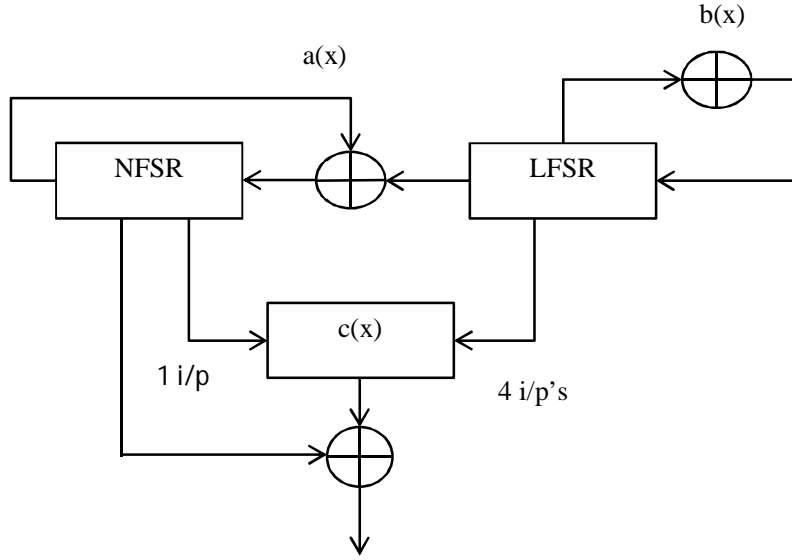 b(x)
a(x)
NFSR
LFSR
c(x)
1 i/p
4 i/p’s